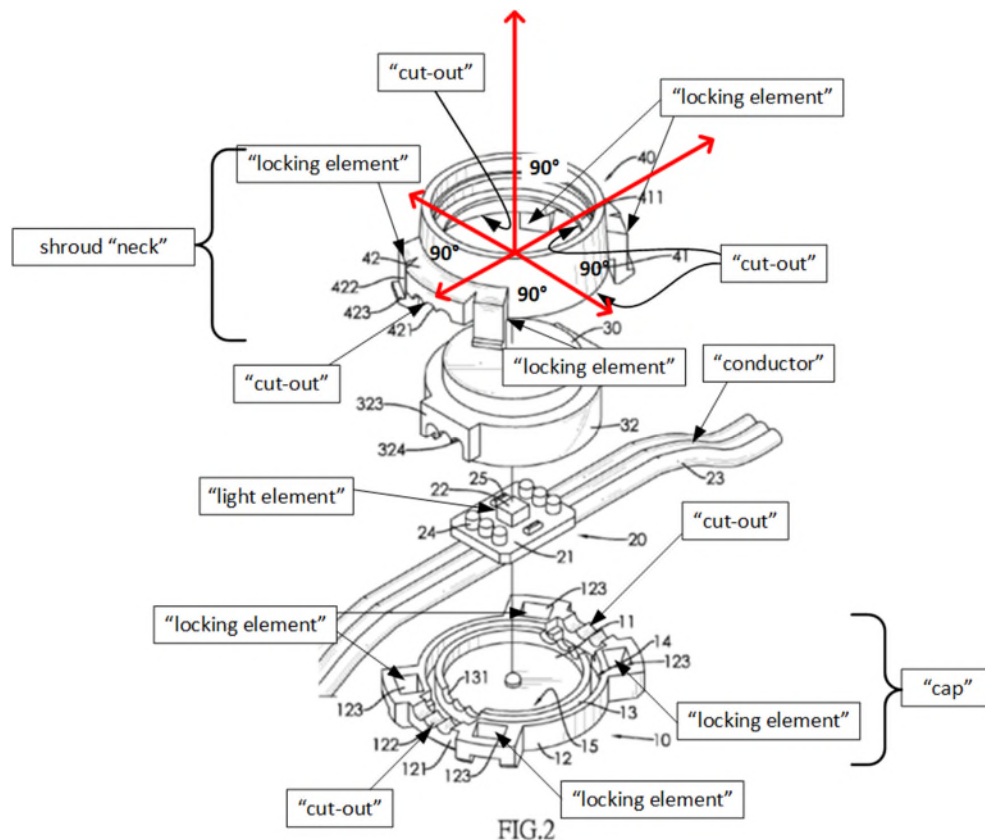 “cut-out”
“locking element”
“locking element”
90°
40
411
shroud “neck”
42
90°
90°
41
“cut-out”
422
90°
423
421
30
“cut-out”
“locking element”
“conductor”
323
32
324
23
25
“light element”
22
“cut-out”
24
21
20
123
11
“locking element”
14
123
131
“cap”
123
13
“locking element”
122
15
10
121
123
12
“cut-out”
“locking element”
FIG.2